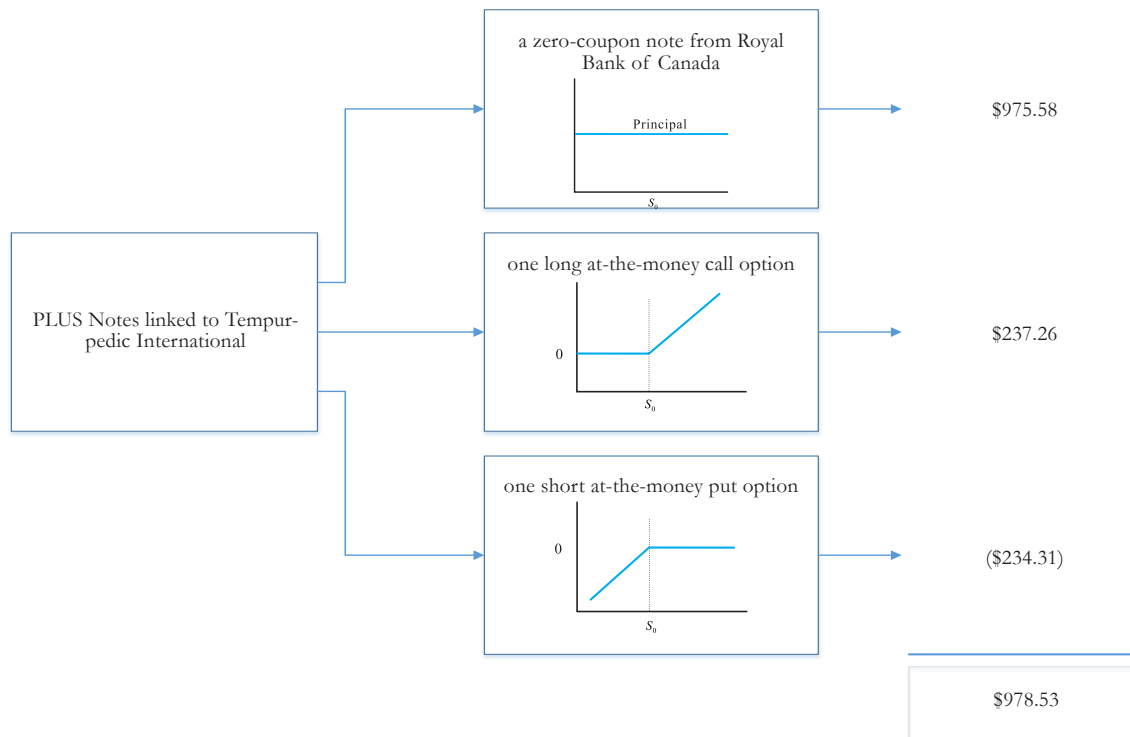 a zero-coupon note from Royal
Bank of Canada
Principal
S₀
$975.58
PLUS Notes linked to Tempur-
pedic International
one long at-the-money call option
0
S₀
$237.26
one short at-the-money put option
0
S₀
($234.31)
$978.53